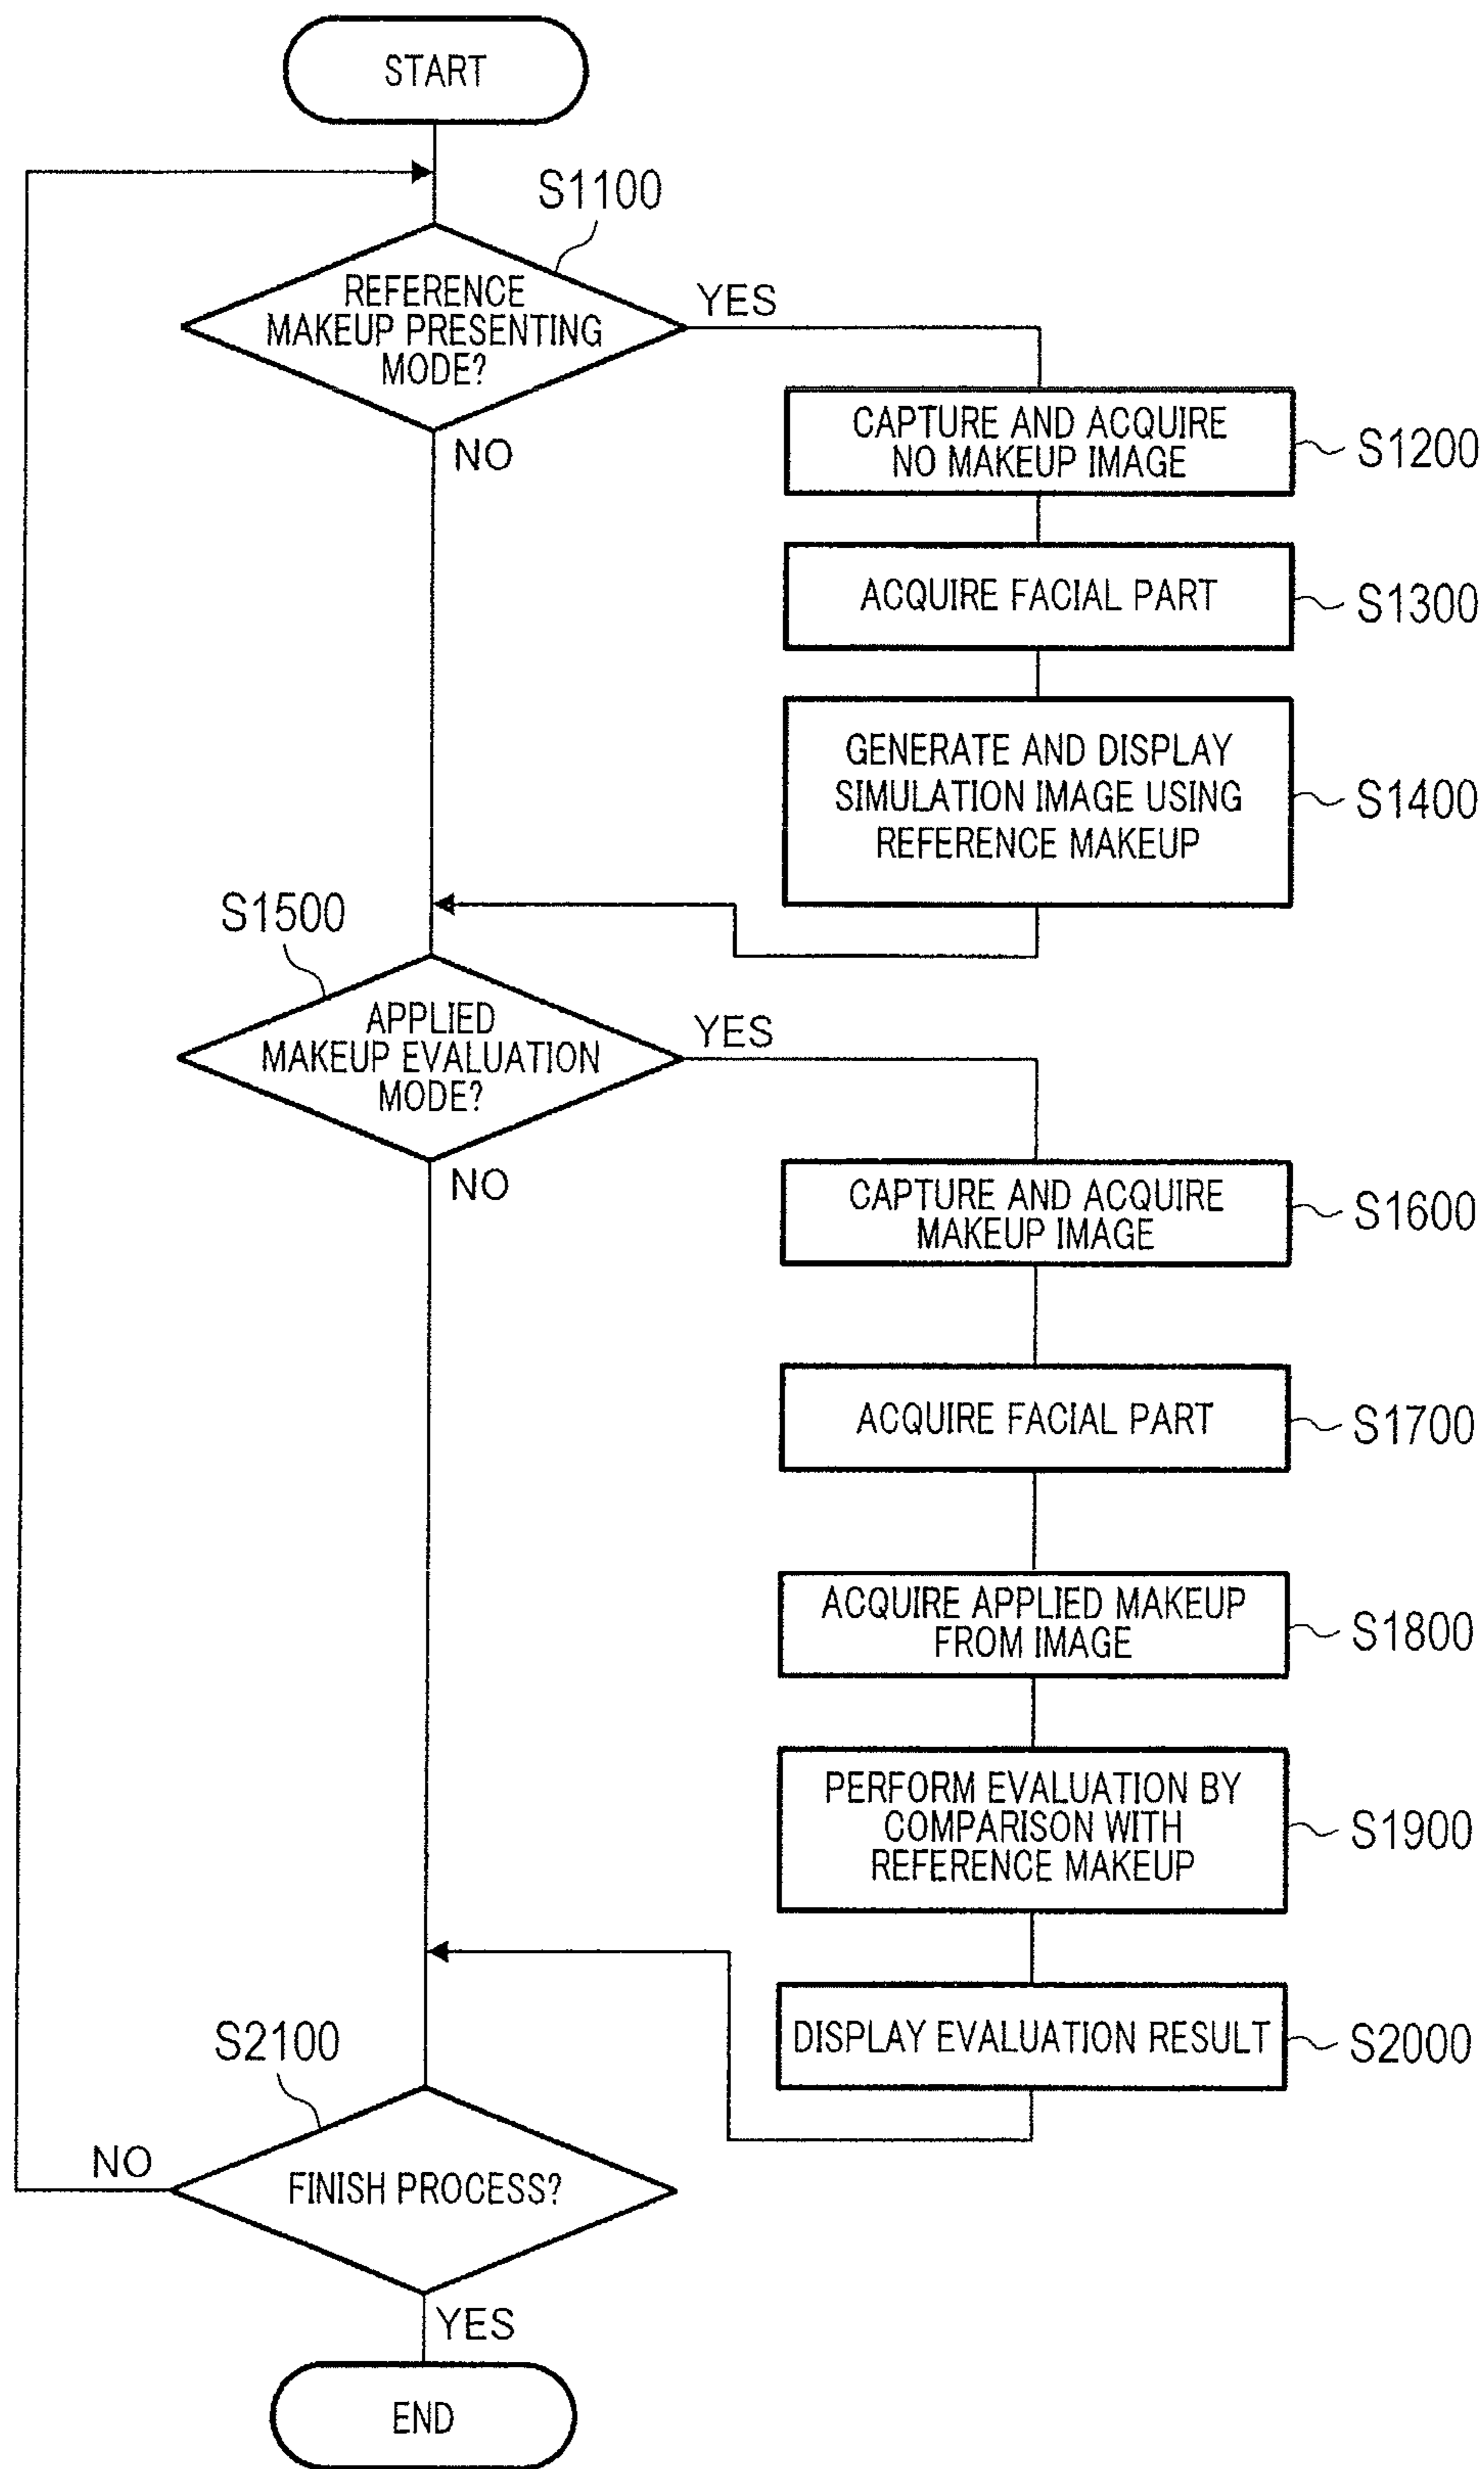 START
S1100
REFERENCE
MAKEUP PRESENTING
MODE?
YES
NO
CAPTURE AND ACQUIRE
NO MAKEUP IMAGE
S1200
ACQUIRE FACIAL PART
S1300
GENERATE AND DISPLAY
SIMULATION IMAGE USING
REFERENCE MAKEUP
S1400
S1500
APPLIED
MAKEUP EVALUATION
MODE?
YES
NO
CAPTURE AND ACQUIRE
MAKEUP IMAGE
S1600
ACQUIRE FACIAL PART
S1700
ACQUIRE APPLIED MAKEUP
FROM IMAGE
S1800
PERFORM EVALUATION BY
COMPARISON WITH
REFERENCE MAKEUP
S1900
DISPLAY EVALUATION RESULT
S2000
S2100
FINISH PROCESS?
NO
YES
END